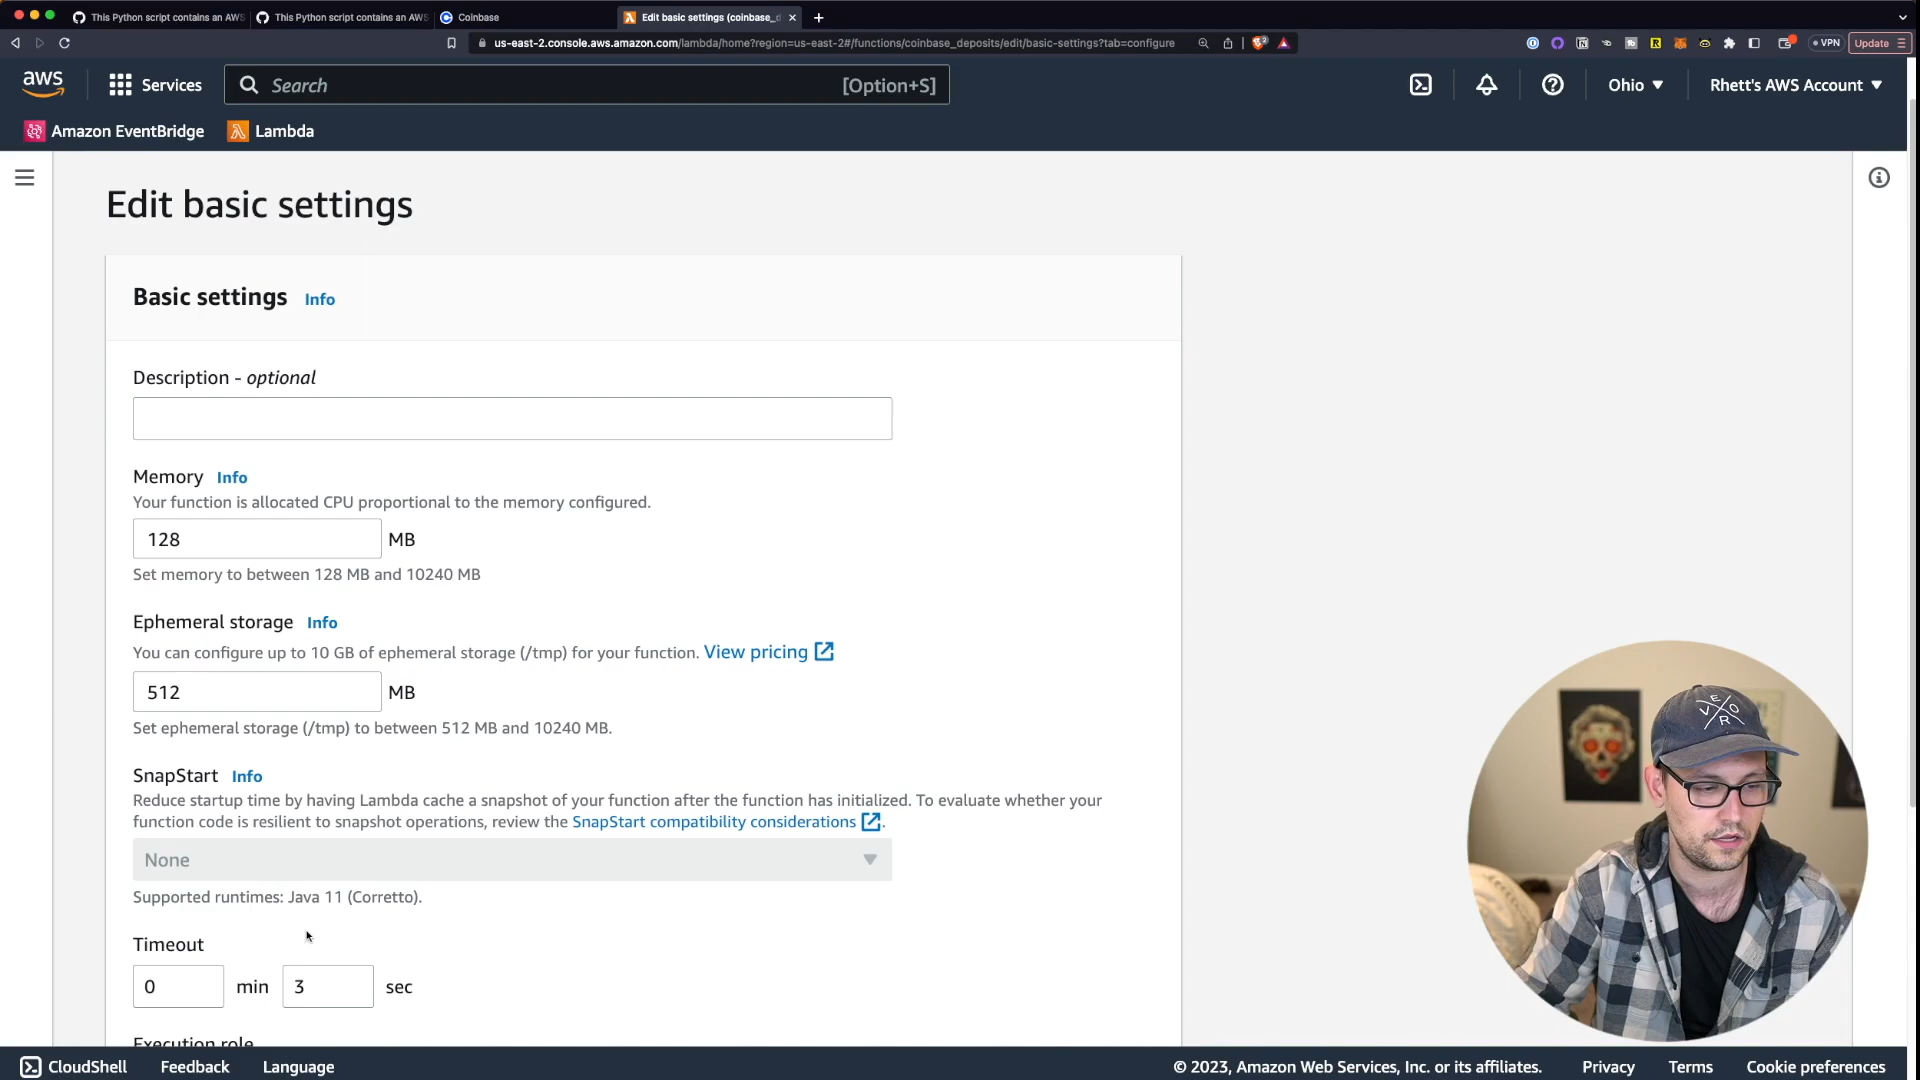 This Python script contains an AWS
This Python script contains an AWS
Coinbase
Edit basic settings (coinbase_d
us-east-2.console.aws.amazon.com/lambda/home?region=us-east-2#/functions/coinbase_deposits/edit/basic-settings?tab=configure
VPN
Update
aws
Services
Search
[Option+S]
Ohio
Rhett's AWS Account
Amazon EventBridge
Lambda
Edit basic settings
Basic settings Info
Description - optional
Memory Info
Your function is allocated CPU proportional to the memory configured.
128 MB
Set memory to between 128 MB and 10240 MB
Ephemeral storage Info
You can configure up to 10 GB of ephemeral storage (/tmp) for your function. View pricing
512 MB
Set ephemeral storage (/tmp) to between 512 MB and 10240 MB.
SnapStart Info
Reduce startup time by having Lambda cache a snapshot of your function after the function has initialized. To evaluate whether your
function code is resilient to snapshot operations, review the SnapStart compatibility considerations.
None
Supported runtimes: Java 11 (Corretto).
Timeout
0 min 3 sec
Execution role
CloudShell
Feedback
Language
© 2023, Amazon Web Services, Inc. or its affiliates.
Privacy
Terms
Cookie preferences